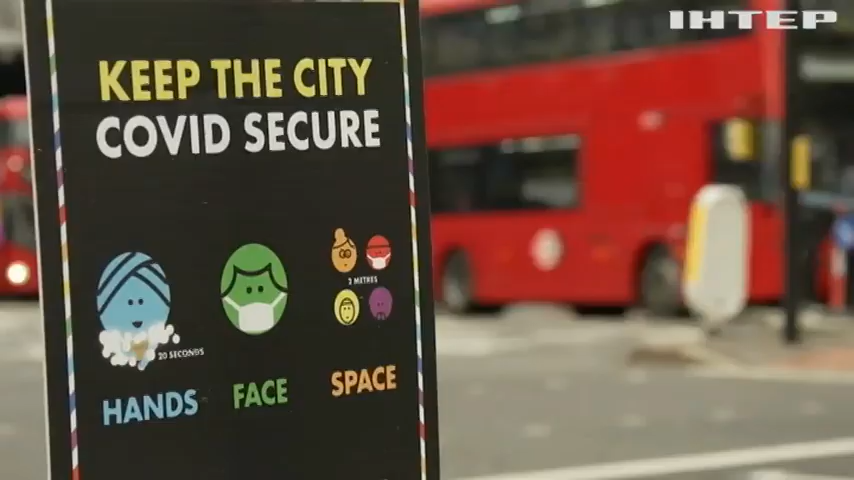 ІНТЕР
KEEP THE CITY
COVID SECURE
2 METRES
20 SECONDS
HANDS
FACE
SPACE